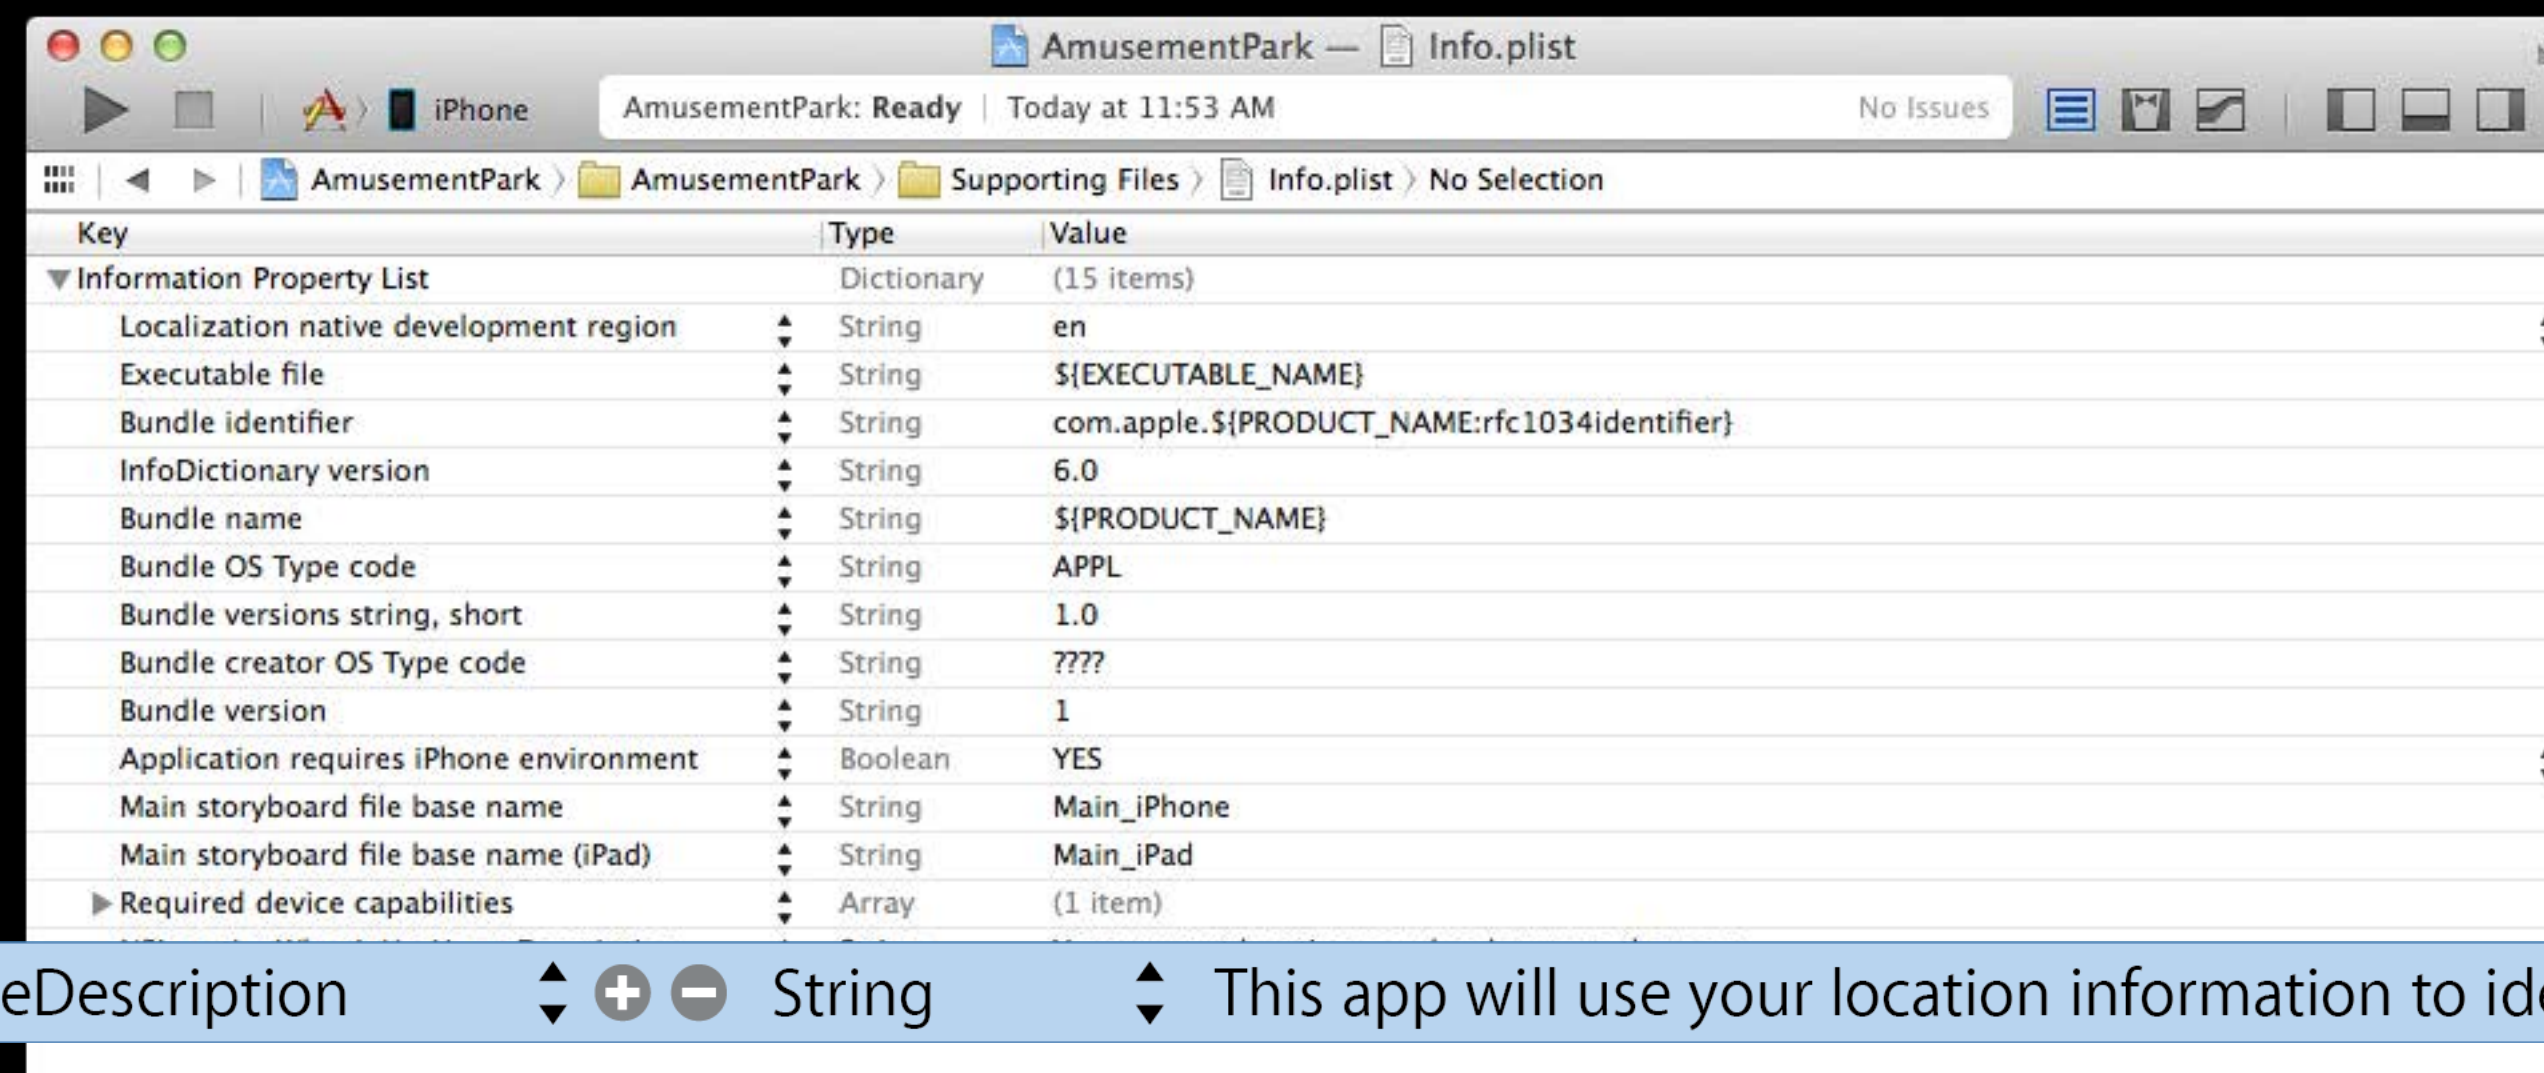 AmusementPark — Info.plist
iPhone AmusementPark: Ready | Today at 11:53 AM No Issues
AmusementPark AmusementPark Supporting Files Info.plist No Selection
Key Type Value
Information Property List Dictionary (15 items)
Localization native development region String en
Executable file String ${EXECUTABLE_NAME}
Bundle identifier String com.apple.${PRODUCT_NAME:rfc1034identifier}
InfoDictionary version String 6.0
Bundle name String ${PRODUCT_NAME}
Bundle OS Type code String APPL
Bundle versions string, short String 1.0
Bundle creator OS Type code String ????
Bundle version String 1
Application requires iPhone environment Boolean YES
Main storyboard file base name String Main_iPhone
Main storyboard file base name (iPad) String Main_iPad
Required device capabilities Array (1 item)
eDescription String This app will use your location information to ide